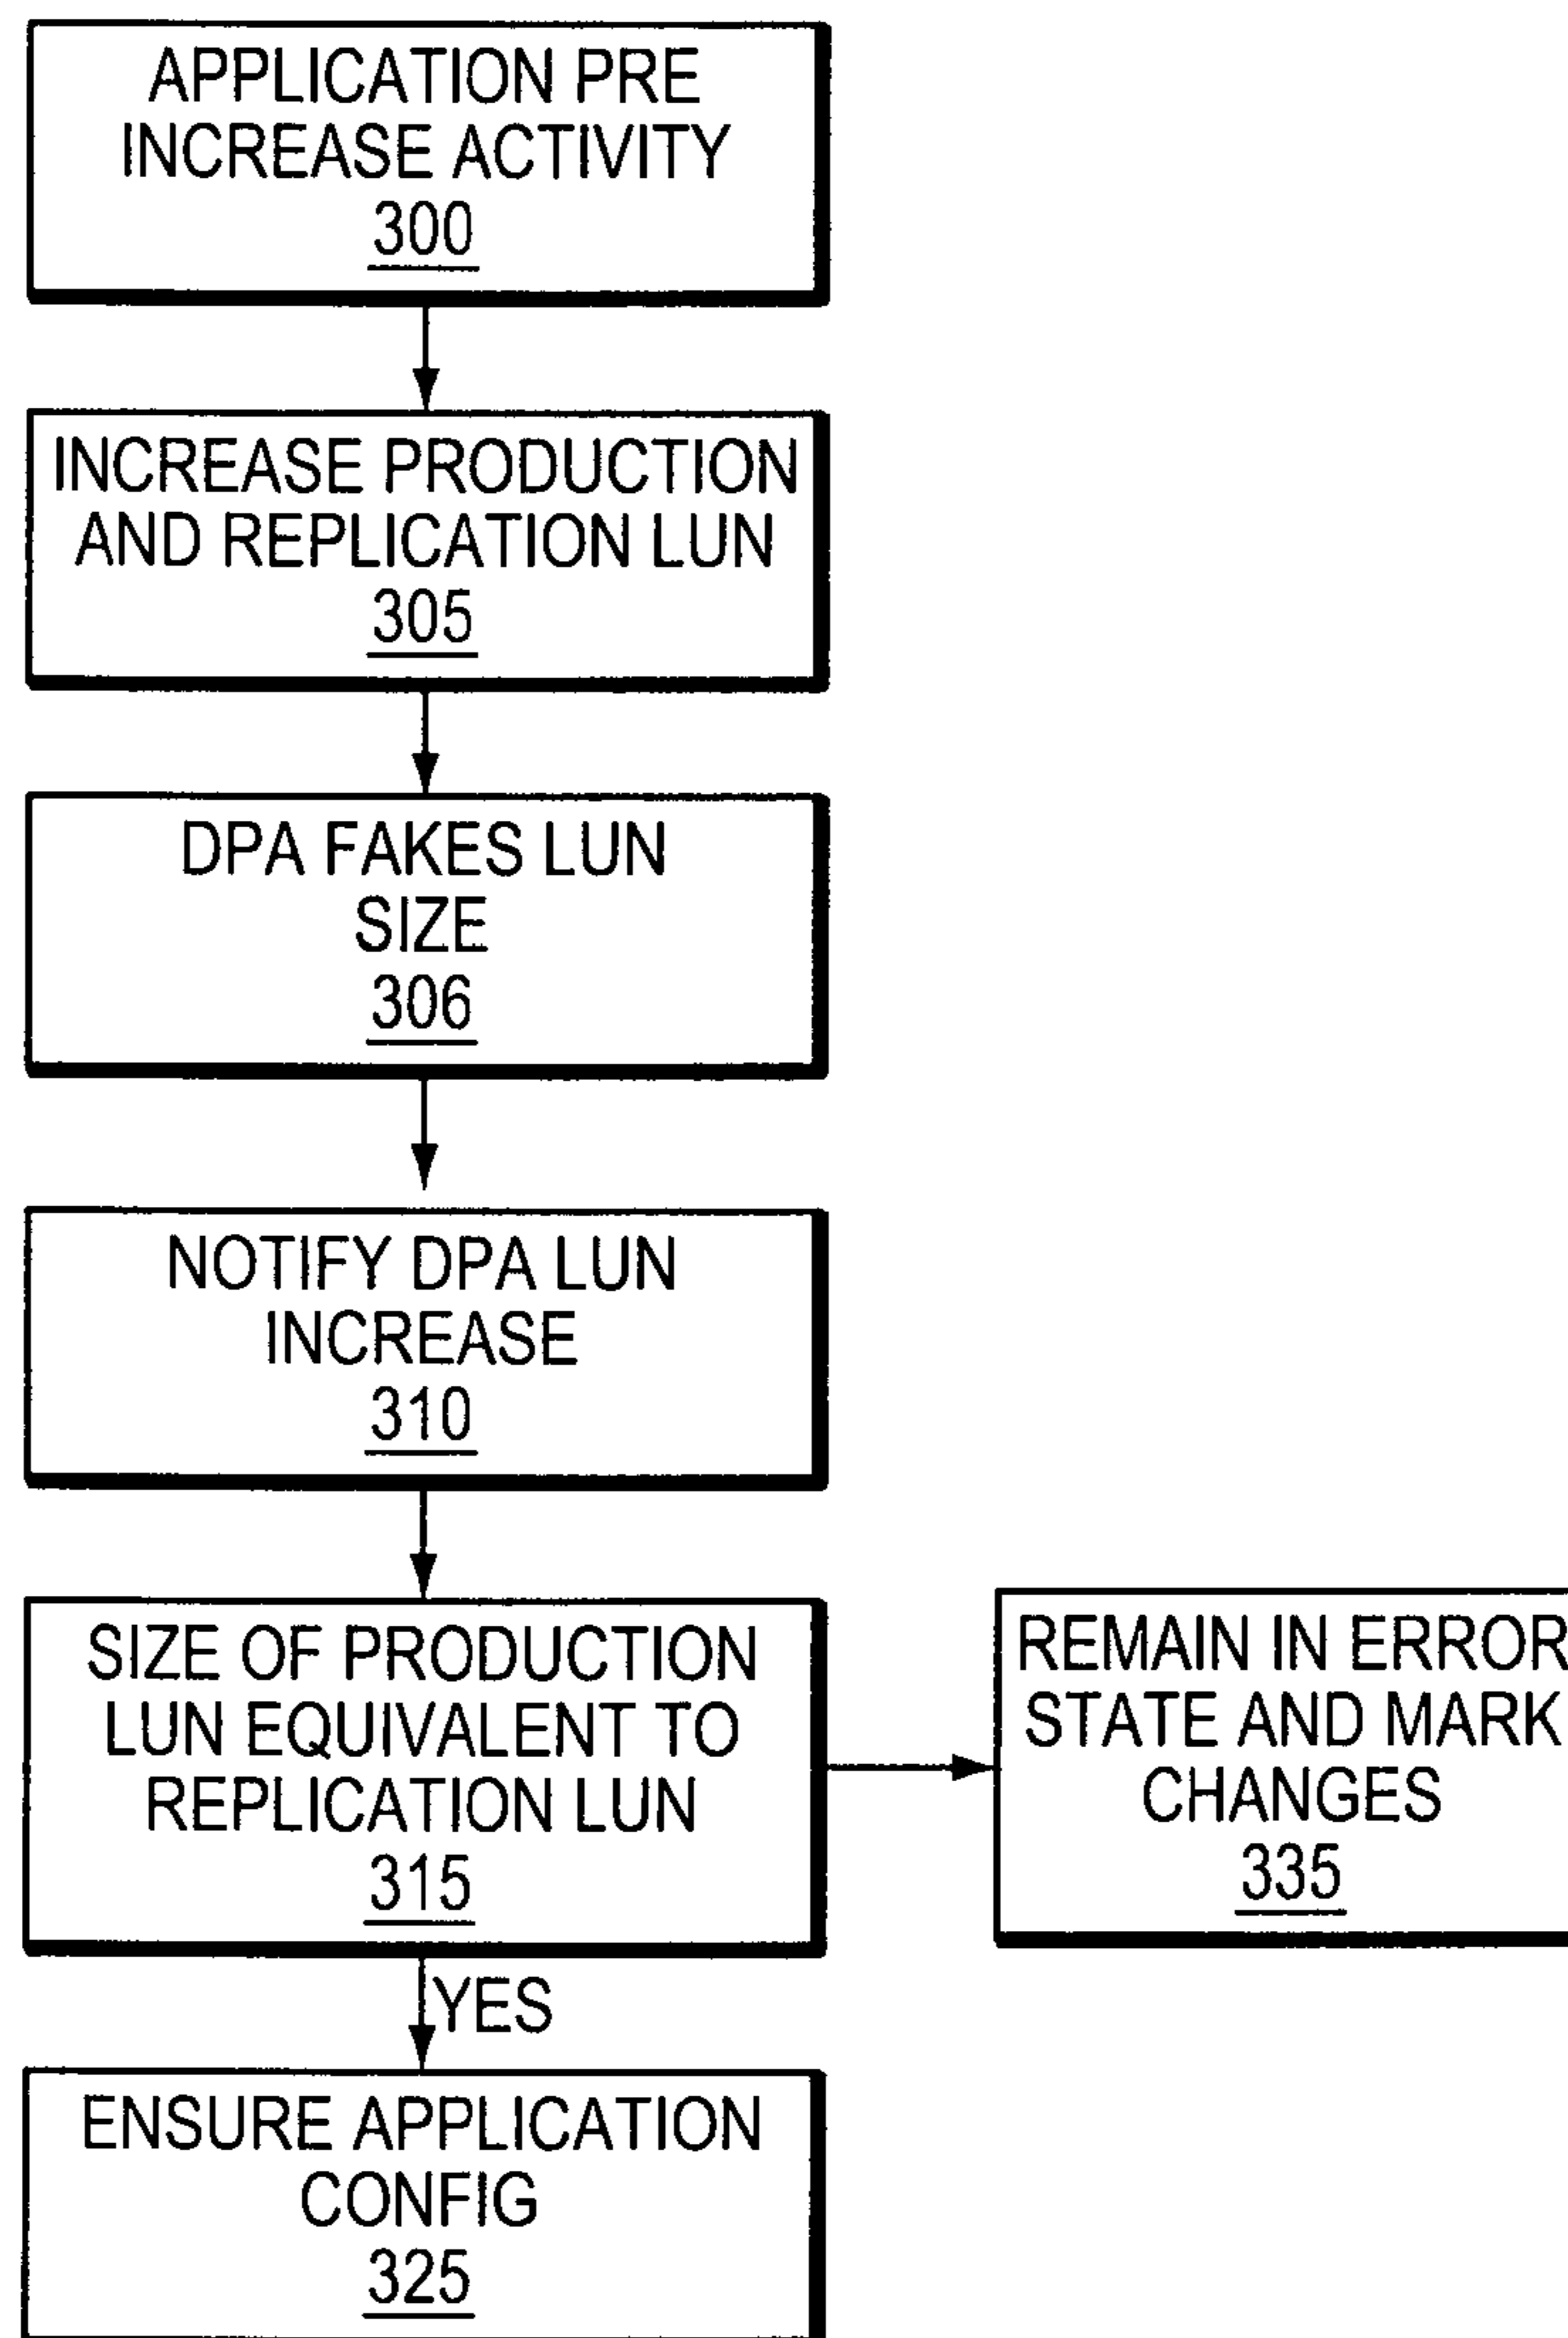 APPLICATION PRE
INCREASE ACTIVITY
300
INCREASE PRODUCTION
AND REPLICATION LUN
305
DPA FAKES LUN
SIZE
306
NOTIFY DPA LUN
INCREASE
310
SIZE OF PRODUCTION
LUN EQUIVALENT TO
REPLICATION LUN
315
REMAIN IN ERROR
STATE AND MARK
CHANGES
335
YES
ENSURE APPLICATION
CONFIG
325